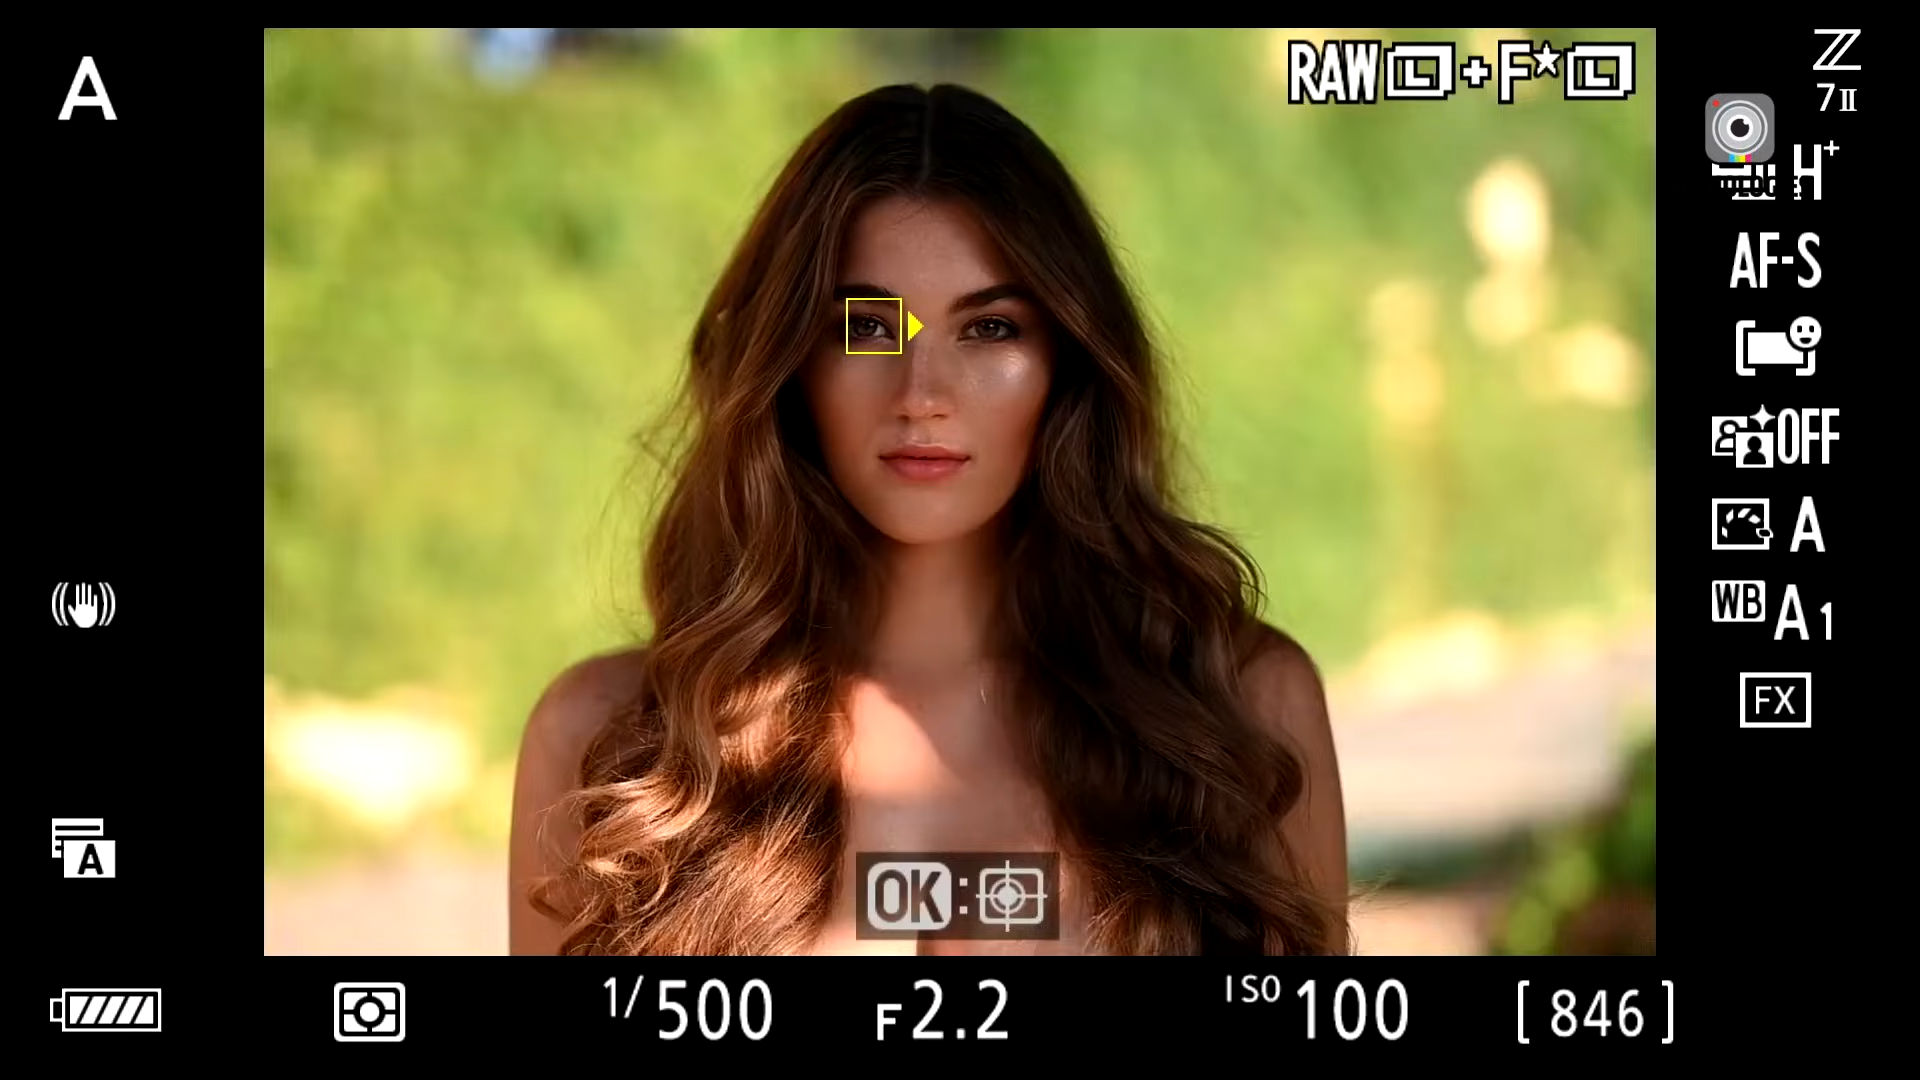 A
RAW L + F★ L
Z
7II
H+
AF-S
OFF
A
WB A1
FX
A
OK :
1/500
F2.2
ISO 100
[ 846 ]